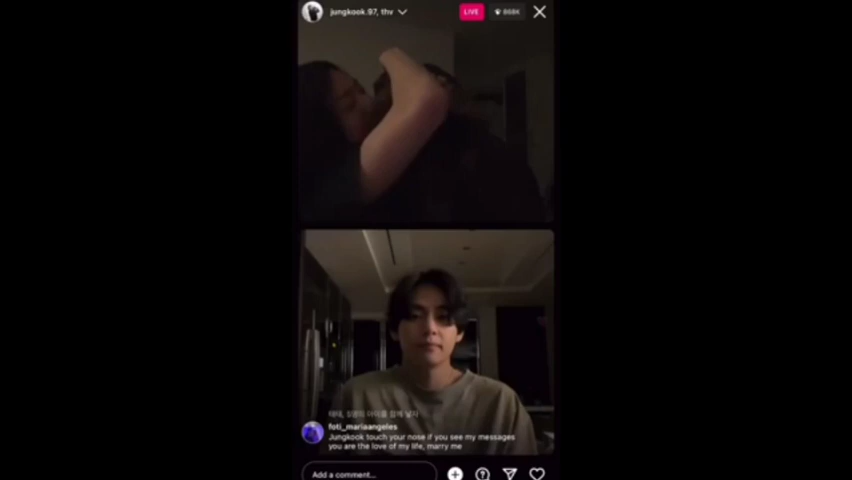 jungkook.97, thv
LIVE
868K
foti_mariaangeles
Jungkook touch your nose if you see my messages
you are the love of my life, marry me
Add a comment...